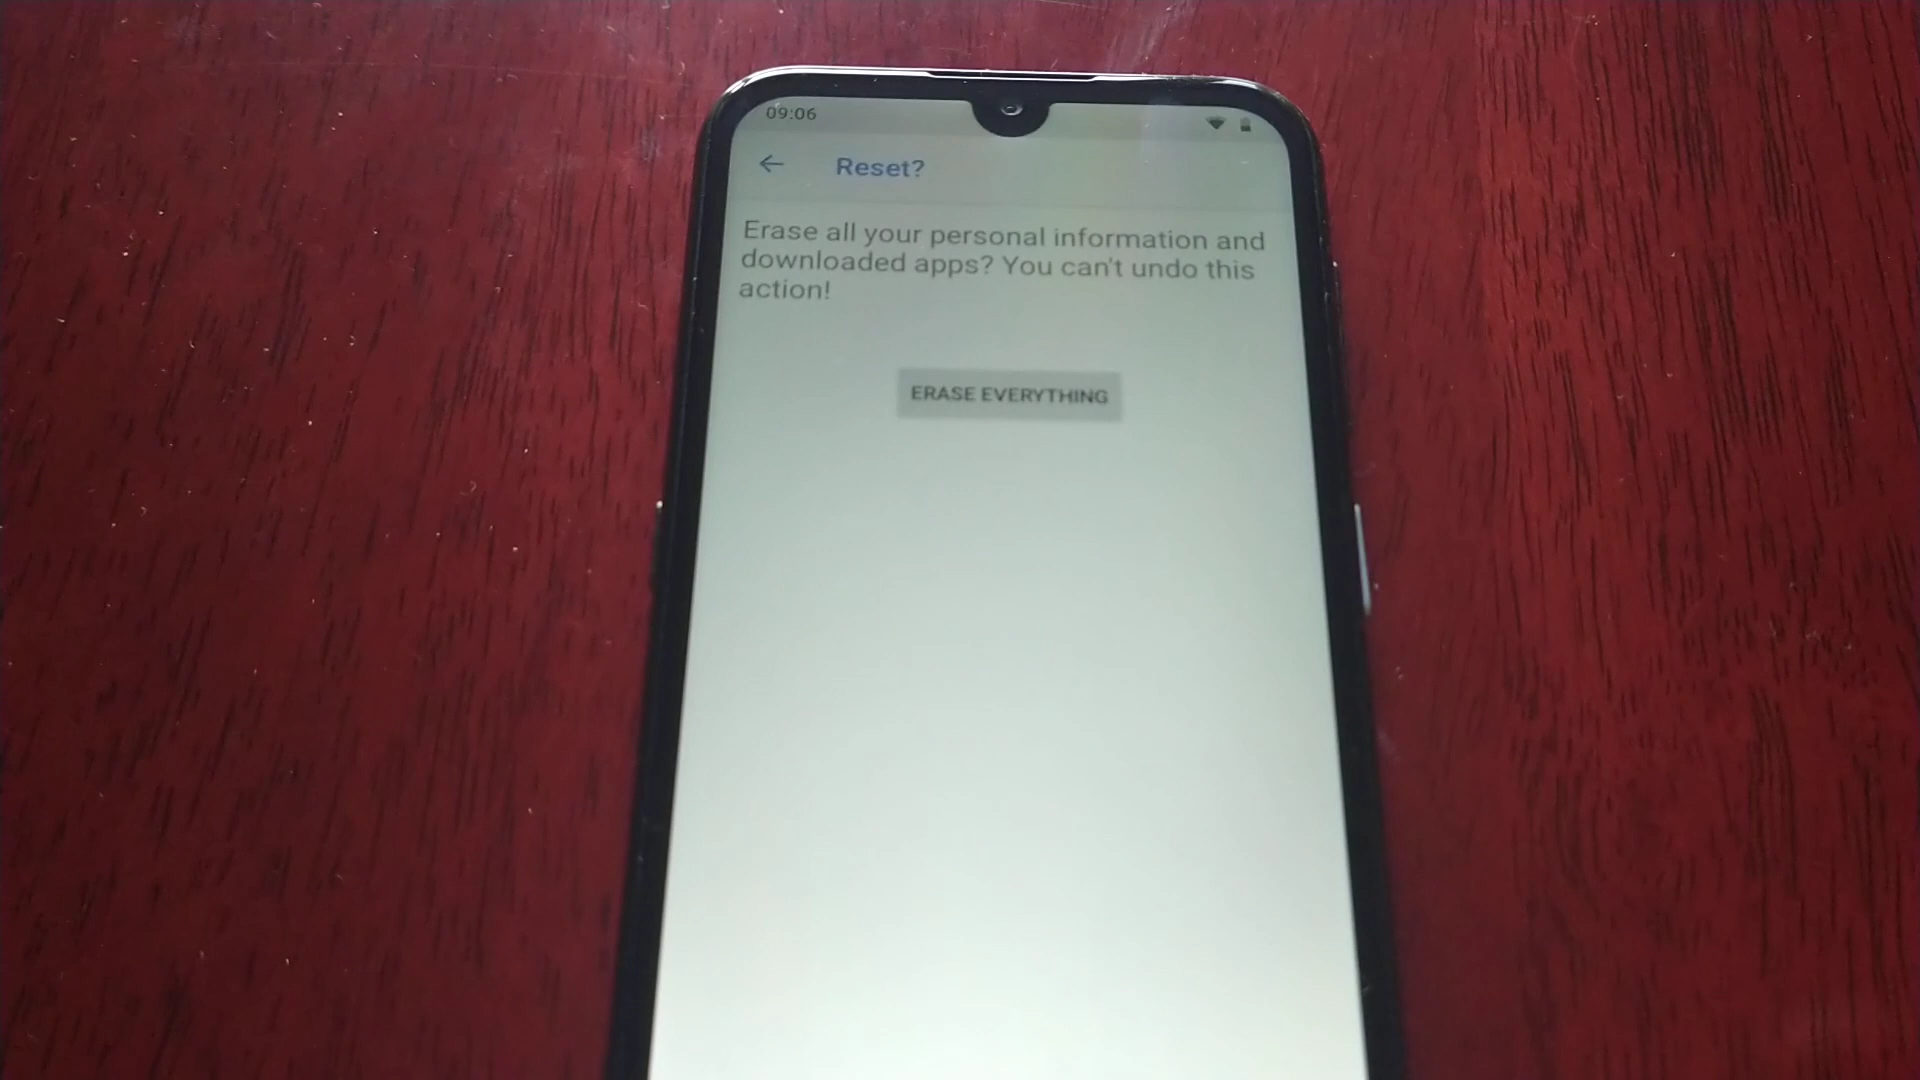 09:06
Reset?
Erase all your personal information and
downloaded apps? You can't undo this
action!
ERASE EVERYTHING